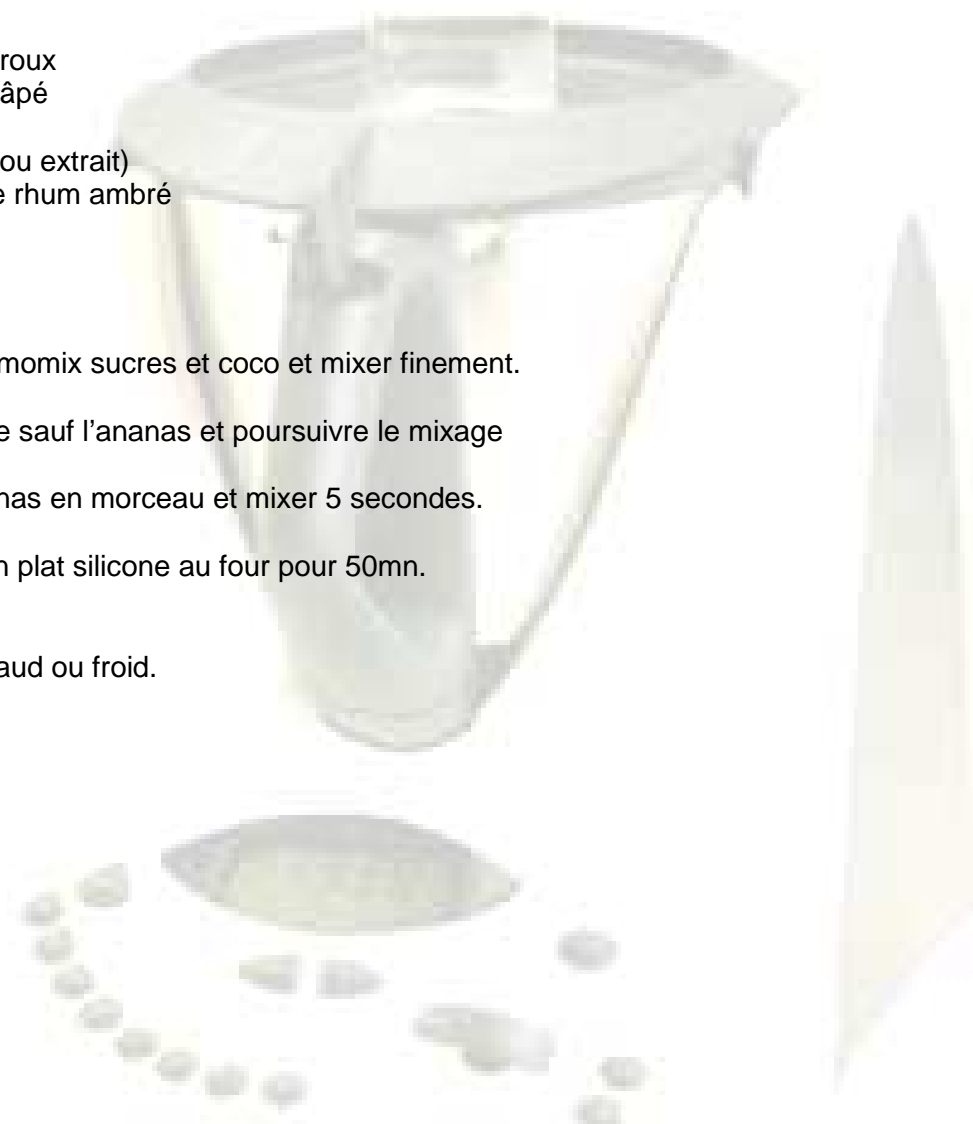 roux
âpé
ou extrait)
e rhum ambré
momix sucres et coco et mixer finement.
e sauf l'ananas et poursuivre le mixage
nas en morceau et mixer 5 secondes.
n plat silicone au four pour 50mn.
aud ou froid.